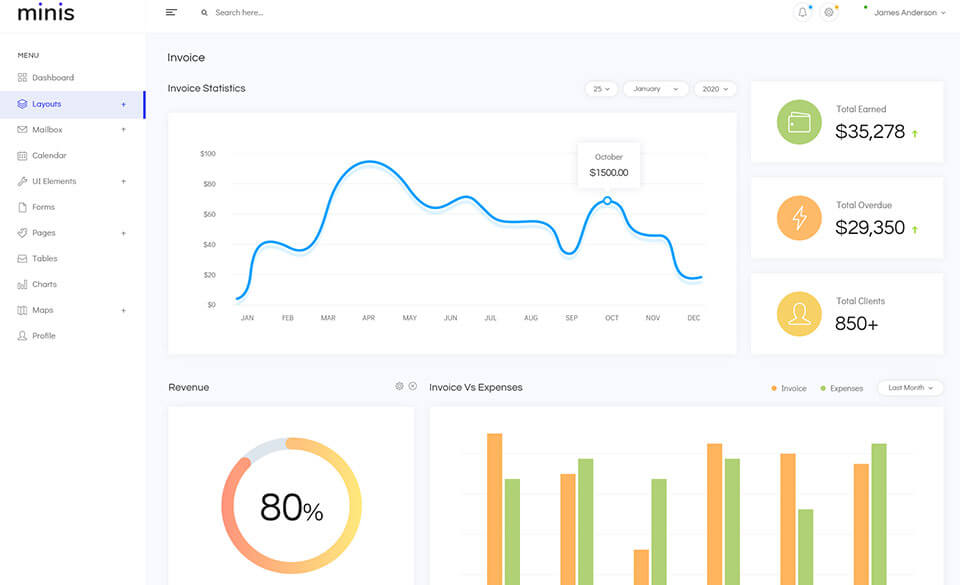 minis
Search here...
James Anderson
MENU
Dashboard
Layouts +
Mailbox +
Calendar
UI Elements +
Forms
Pages +
Tables
Charts
Maps +
Profile
Invoice
Invoice Statistics
25 January 2020
$100
$80
$60
$40
$20
$0
October
$1500.00
JAN FEB MAR APR MAY JUN JUL AUG SEP OCT NOV DEC
Total Earned
$35,278
Total Overdue
$29,350
Total Clients
850+
Revenue
80%
Invoice Vs Expenses
Invoice Expenses Last Month